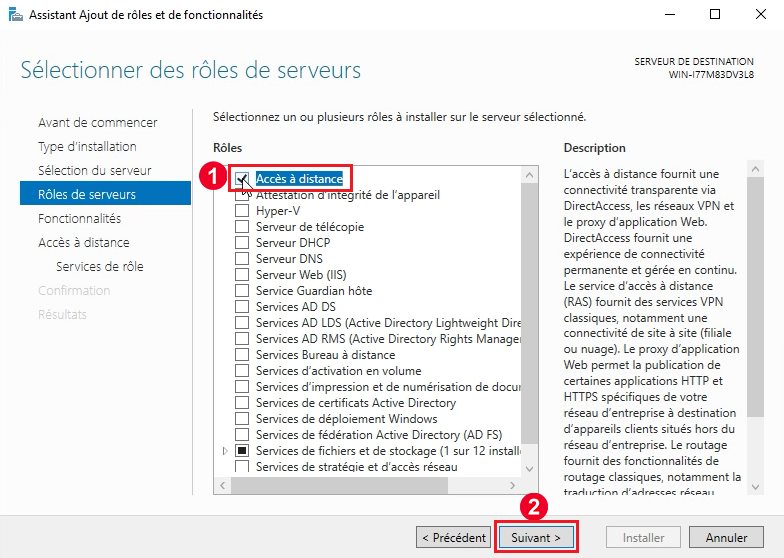 Assistant Ajout de rôles et de fonctionnalités
Sélectionner des rôles de serveurs
SERVEUR DE DESTINATION
WIN-I77M83DV3L8
Avant de commencer
Type d'installation
Sélection du serveur
Rôles de serveurs
Fonctionnalités
Accès à distance
Services de rôle
Confirmation
Résultats
Sélectionnez un ou plusieurs rôles à installer sur le serveur sélectionné.
Rôles
1
Accès à distance
Attestation d'intégrité de l'appareil
Hyper-V
Serveur de télécopie
Serveur DHCP
Serveur DNS
Serveur Web (IIS)
Service Guardian hôte
Services AD DS
Services AD LDS (Active Directory Lightweight Dire
Services AD RMS (Active Directory Rights Manage
Services Bureau à distance
Services d'activation en volume
Services d'impression et de numérisation de docu
Services de certificats Active Directory
Services de déploiement Windows
Services de fédération Active Directory (AD FS)
Services de fichiers et de stockage (1 sur 12 install
Services de stratégie et d'accès réseau
Description
L'accès à distance fournit une
connectivité transparente via
DirectAccess, les réseaux VPN et
le proxy d'application Web.
DirectAccess fournit une
expérience de connectivité
permanente et gérée en continu.
Le service d'accès à distance
(RAS) fournit des services VPN
classiques, notamment une
connectivité de site à site (filiale
ou nuage). Le proxy d'application
Web permet la publication de
certaines applications HTTP et
HTTPS spécifiques de votre
réseau d'entreprise à destination
d'appareils clients situés hors du
réseau d'entreprise. Le routage
fournit des fonctionnalités de
routage classiques, notamment la
traduction d'adresses réseau
2
< Précédent
Suivant >
Installer
Annuler